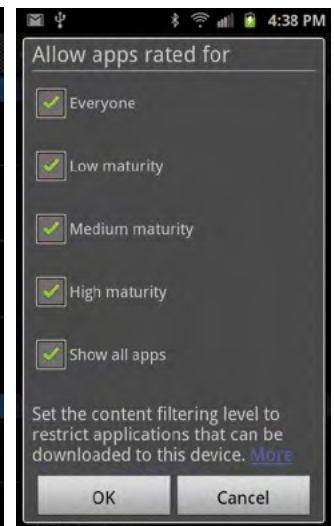 4:38 PM
Allow apps rated for
Everyone
Low maturity
Medium maturity
High maturity
Show all apps
Set the content filtering level to
restrict applications that can be
downloaded to this device. More
OK Cancel